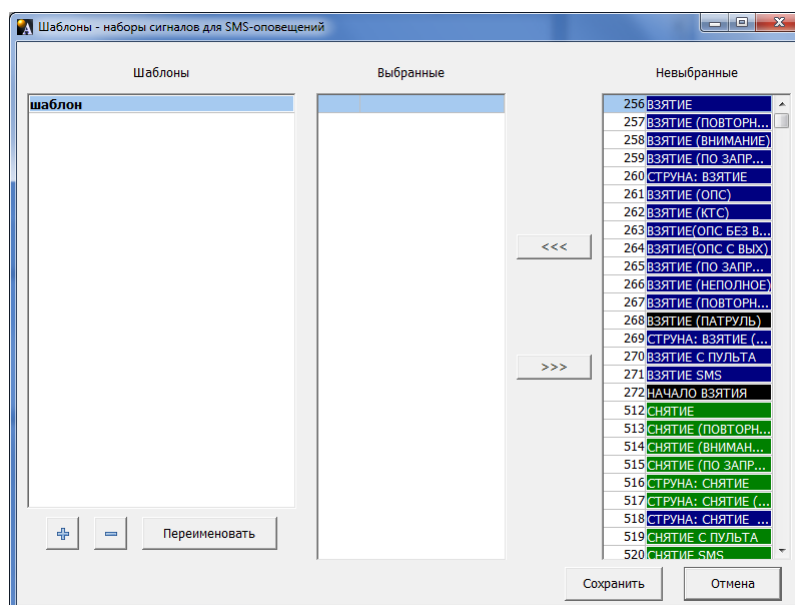 Шаблоны - наборы сигналов для SMS-оповещений
Шаблоны
Выбранные
Невыбранные
шаблон
256 ВЗЯТИЕ
257 ВЗЯТИЕ (ПОВТОРН...
258 ВЗЯТИЕ (ВНИМАНИЕ)
259 ВЗЯТИЕ (ПО ЗАПР...
260 СТРУНА: ВЗЯТИЕ
261 ВЗЯТИЕ (ОПС)
262 ВЗЯТИЕ (КТС)
263 ВЗЯТИЕ(ОПС БЕЗ В...
264 ВЗЯТИЕ(ОПС С ВЫХ)
265 ВЗЯТИЕ (ПО ЗАПР...
266 ВЗЯТИЕ (НЕПОЛНОЕ)
267 ВЗЯТИЕ (ПОВТОРН...
268 ВЗЯТИЕ (ПАТРУЛЬ)
269 СТРУНА: ВЗЯТИЕ (...
270 ВЗЯТИЕ С ПУЛЬТА
271 ВЗЯТИЕ SMS
272 НАЧАЛО ВЗЯТИЯ
512 СНЯТИЕ
513 СНЯТИЕ (ПОВТОРН...
514 СНЯТИЕ (ВНИМАН...
515 СНЯТИЕ (ПО ЗАПР...
516 СТРУНА: СНЯТИЕ
517 СТРУНА: СНЯТИЕ (...
518 СТРУНА: СНЯТИЕ ...
519 СНЯТИЕ С ПУЛЬТА
520 СНЯТИЕ SMS
<<<
>>>
Переименовать
Сохранить
Отмена